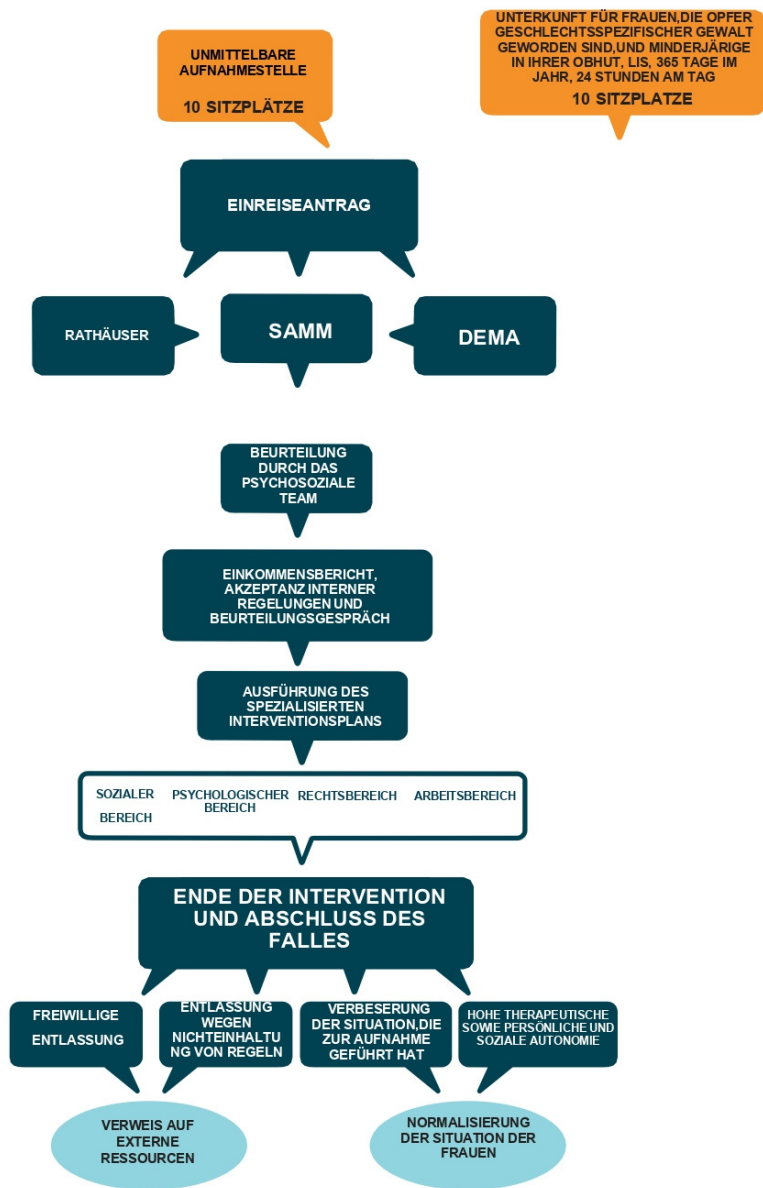 UNMITTELBARE
AUFNAHMESTELLE
10 SITZPLÄTZE
UNTERKUNFT FÜR FRAUEN,DIE OPFER
GESCHLECHTSSPEZIFISCHER GEWALT
GEWORDEN SIND,UND MINDERJÄRIGE
IN IHRER OBHUT, LIS, 365 TAGE IM
JAHR, 24 STUNDEN AM TAG
10 SITZPLATZE
EINREISEANTRAG
RATHÄUSER
SAMM
DEMA
BEURTEILUNG
DURCH DAS
PSYCHOSOZIALE
TEAM
EINKOMMENSBERICHT,
AKZEPTANZ INTERNER
REGELUNGEN UND
BEURTEILUNGSGESPRÄCH
AUSFÜHRUNG DES
SPEZIALISIERTEN
INTERVENTIONSPLANS
SOZIALER
BEREICH
PSYCHOLOGISCHER
BEREICH
RECHTSBEREICH
ARBEITSBEREICH
ENDE DER INTERVENTION
UND ABSCHLUSS DES
FALLES
FREIWILLIGE
ENTLASSUNG
ENTLASSUNG
WEGEN
NICHTEINHALTU
NG VON REGELN
VERBESERUNG
DER SITUATION,DIE
ZUR AUFNAHME
GEFÜHRT HAT
HOHE THERAPEUTISCHE
SOWIE PERSÖNLICHE UND
SOZIALE AUTONOMIE
VERWEIS AUF
EXTERNE
RESSOURCEN
NORMALISIERUNG
DER SITUATION DER
FRAUEN